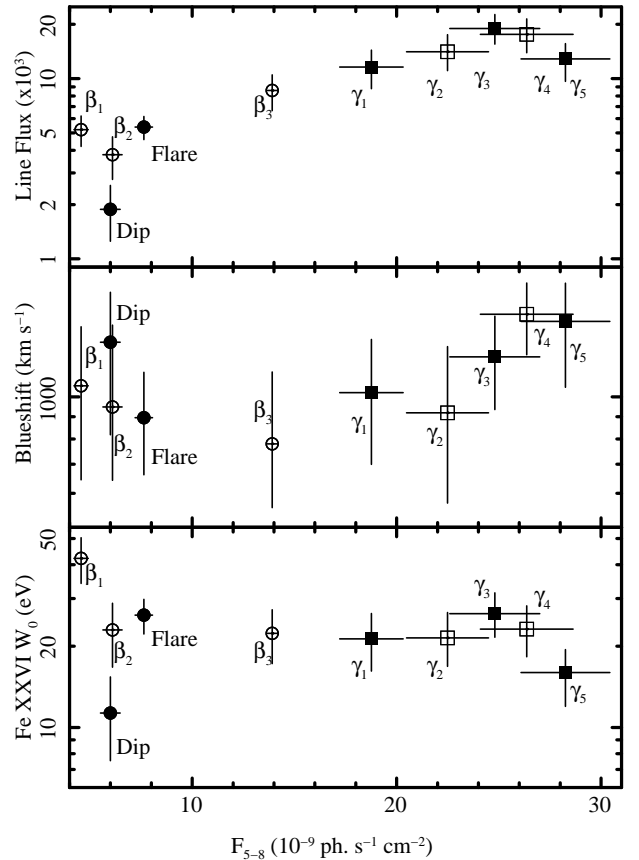 Line Flux (x10³)
10
5
2
1
β₁
β₂
Flare
Dip
β₃
γ₁
γ₂
γ₃
γ₄
γ₅
Blueshift (km s⁻¹)
1000
Dip
β₁
β₂
Flare
β₃
γ₁
γ₂
γ₃
γ₄
γ₅
Fe XXVI W₀ (eV)
50
20
10
β₁
β₂
Flare
Dip
β₃
γ₁
γ₂
γ₃
γ₄
γ₅
10 20 30
F₅₋₈ (10⁻⁹ ph. s⁻¹ cm⁻²)